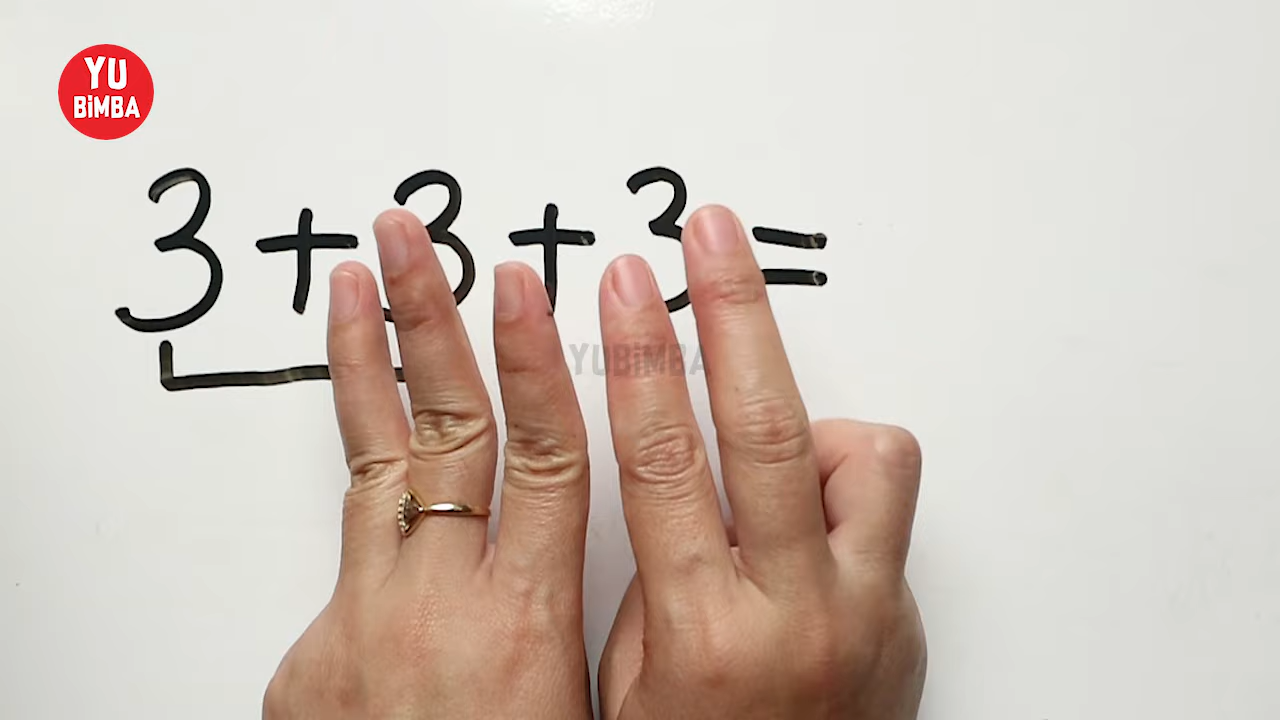 YU
BiMBA
3 + 3 + 3 =
YUBiMBA